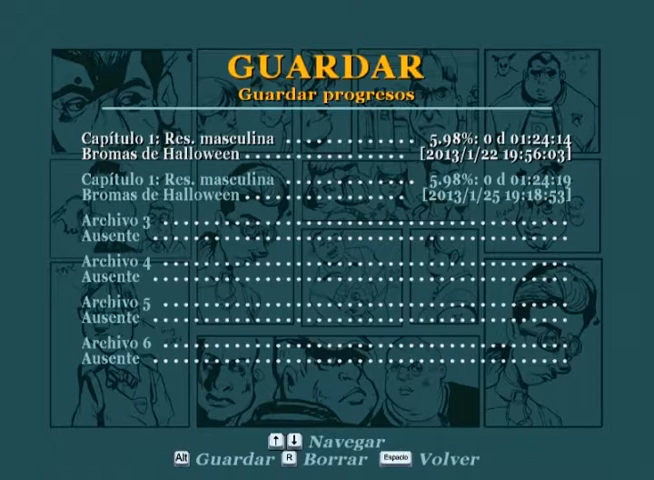 GUARDAR
Guardar progresos
Capítulo 1: Res. masculina . . . . . . . . . . . . . 5.98%: 0 d 01:24:14
Bromas de Halloween . . . . . . . . . . . . . . . . [2013/1/22 19:56:03]
Capítulo 1: Res. masculina . . . . . . . . . . . . . 5.98%: 0 d 01:24:19
Bromas de Halloween . . . . . . . . . . . . . . . . [2013/1/25 19:18:53]
Archivo 3
Ausente
Archivo 4
Ausente
Archivo 5
Ausente
Archivo 6
Ausente
↑ ↓ Navegar
Alt Guardar R Borrar Espacio Volver